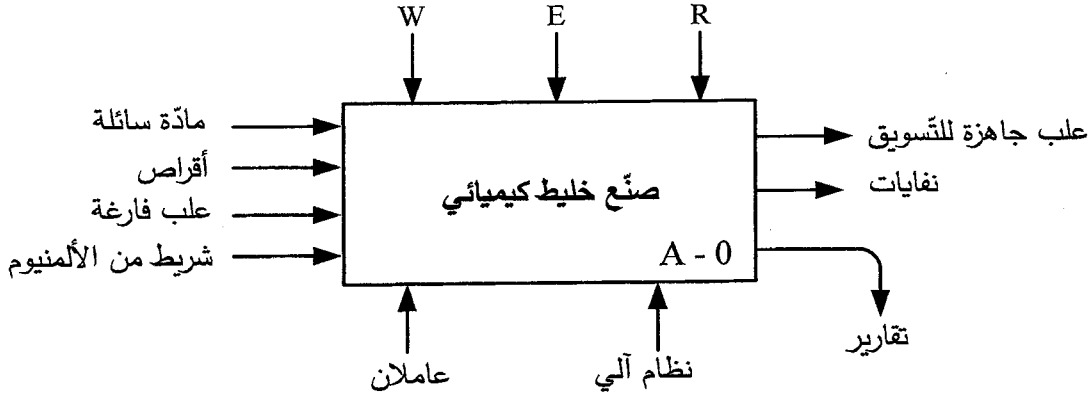 W E R
مادّة سائلة
أقراص
علب فارغة
شريط من الألمنيوم
صنّع خليط كيميائي
A - 0
علب جاهزة للتّسويق
نفايات
تقارير
عاملان
نظام آلي